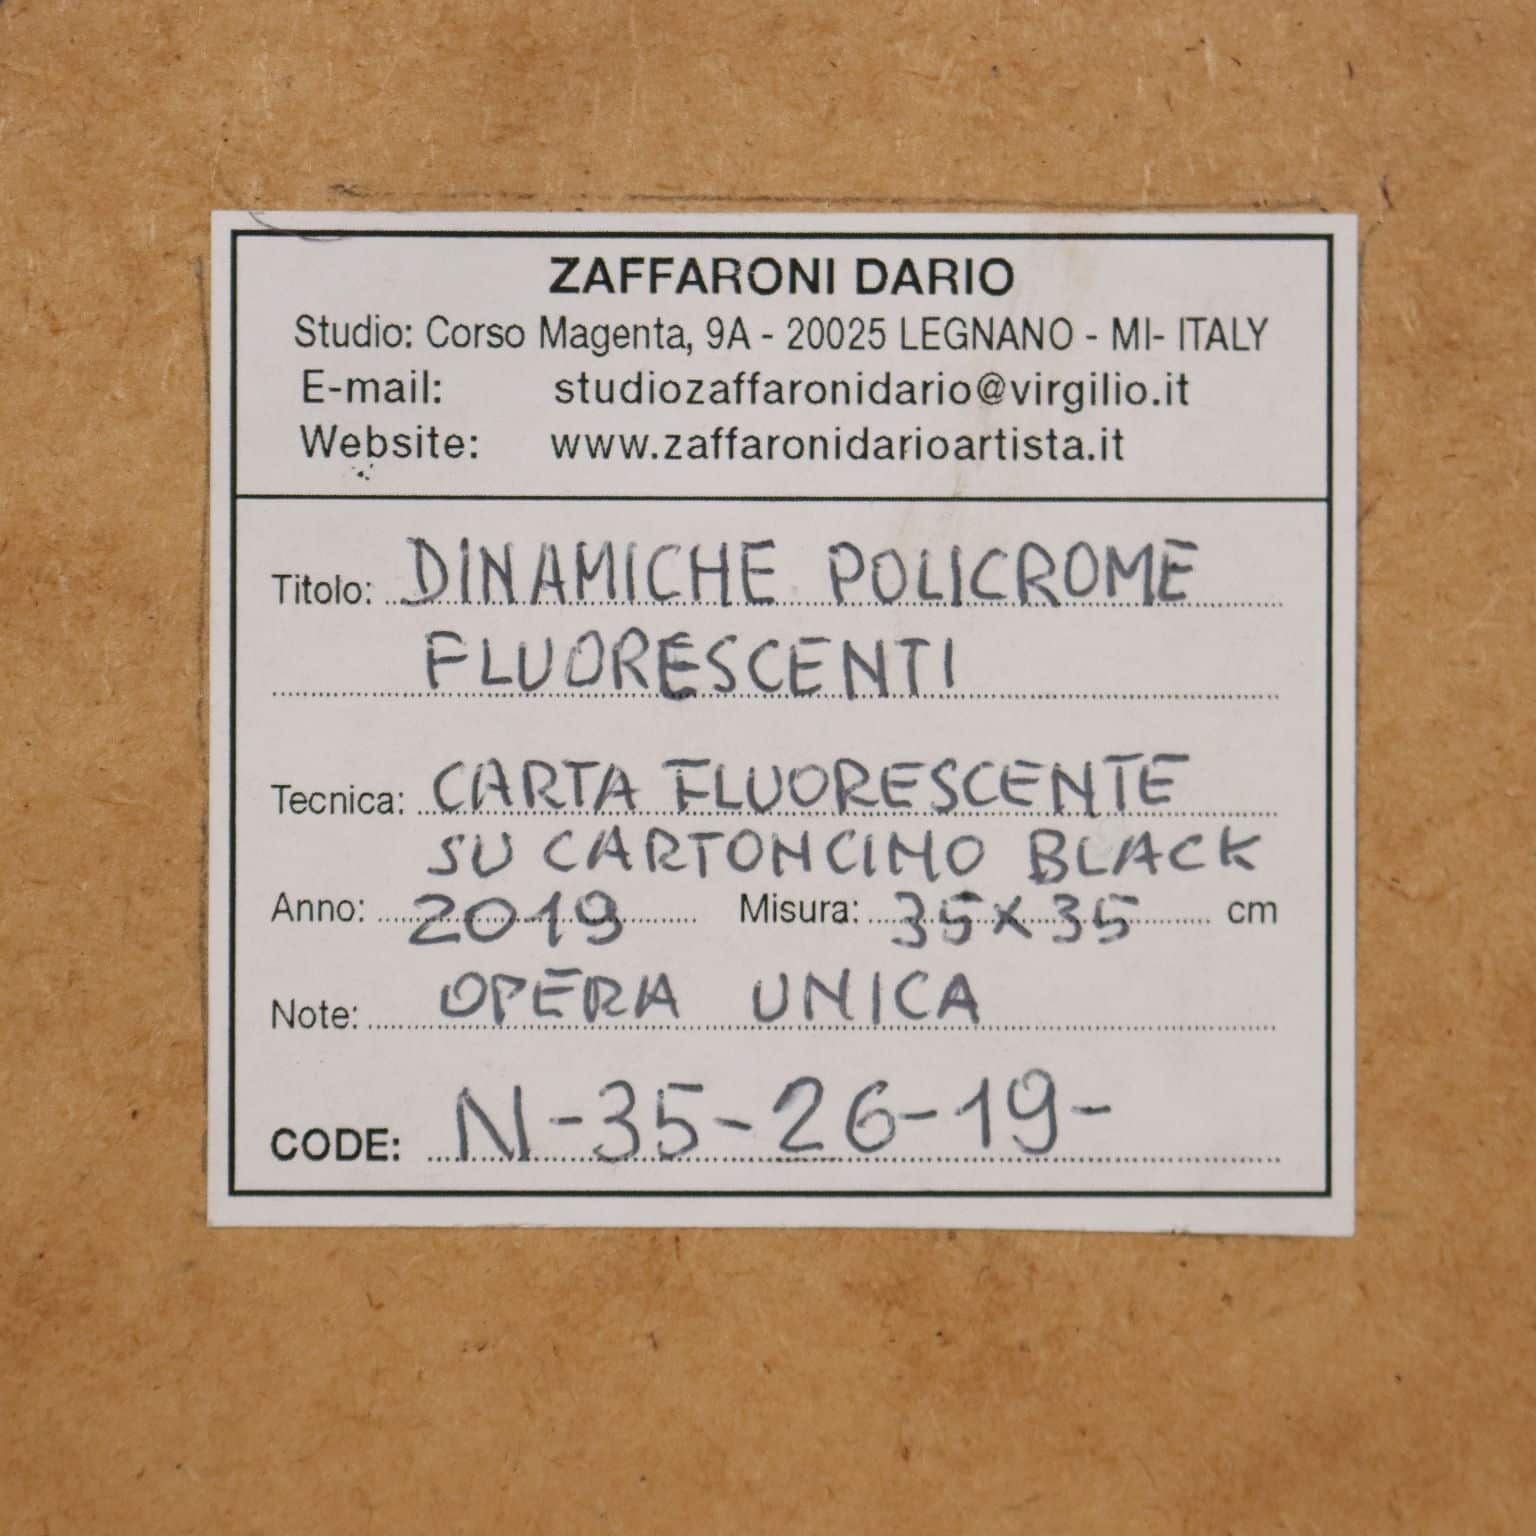 ZAFFARONI DARIO
Studio: Corso Magenta, 9A - 20025 LEGNANO - MI- ITALY
E-mail: studiozaffaronidario@virgilio.it
Website: www.zaffaronidarioartista.it
Titolo: DINAMICHE POLICROME
FLUORESCENTI
Tecnica: CARTA FLUORESCENTE
SU CARTONCINO BLACK
Anno: 2019 Misura: 35x35 cm
Note: OPERA UNICA
CODE: N-35-26-19-